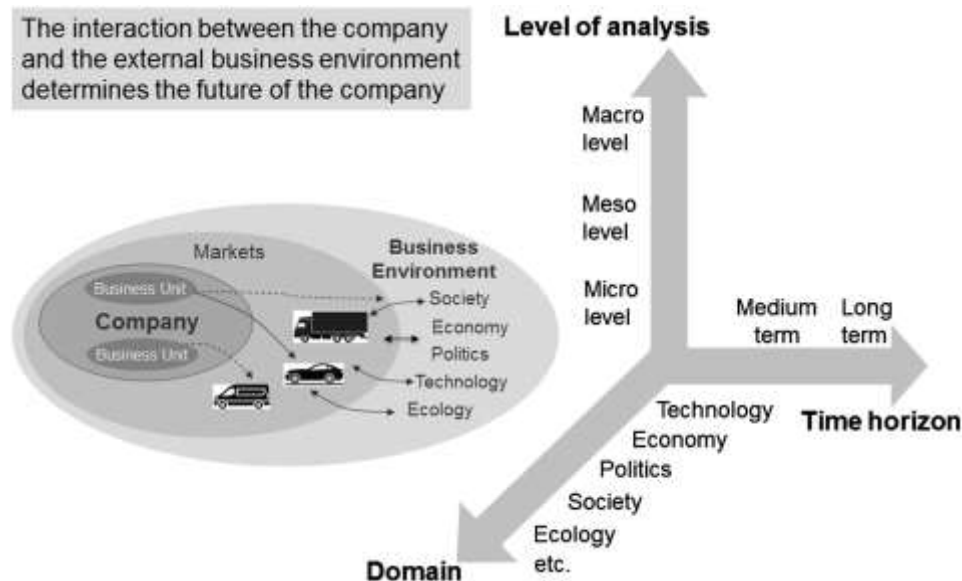 The interaction between the company
and the external business environment
determines the future of the company
Markets
Business
Environment
Business Unit
Company
Business Unit
Society
Economy
Politics
Technology
Ecology
Level of analysis
Macro
level
Meso
level
Micro
level
Medium
term
Long
term
Time horizon
Technology
Economy
Politics
Society
Ecology
etc.
Domain